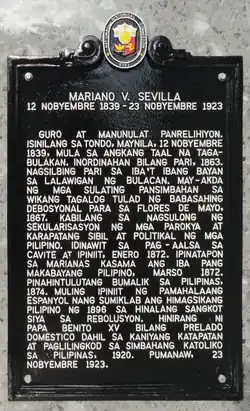 MARIANO V. SEVILLA
12 NOBYEMBRE 1839 - 23 NOBYEMBRE 1923
GURO AT MANUNULAT PANRELIHIYON.
ISINILANG SA TONDO, MAYNILA, 12 NOBYEMBRE
1839, MULA SA ANGKANG TAAL NA TAGA-
BULAKAN. INORDINAHAN BILANG PARI, 1863.
NAGSILBING PARI SA IBA'T IBANG BAYAN
SA LALAWIGAN NG BULACAN. MAY-AKDA
NG MGA SULATING PANSIMBAHAN SA
WIKANG TAGALOG TULAD NG BABASAHING
DEBOSYONAL PARA SA FLORES DE MAYO,
1867. KABILANG SA NAGSULONG NG
SEKULARISASYON NG MGA PAROKYA AT
KARAPATANG SIBIL AT POLITIKAL NG MGA
PILIPINO. IDINAWIT SA PAG-AALSA SA
CAVITE AT IPINIIT, ENERO 1872. IPINATAPON
SA MARIANAS KASAMA ANG IBA PANG
MAKABAYANG PILIPINO, MARSO 1872.
PINAHINTULUTANG BUMALIK SA PILIPINAS,
1874. MULING IPINIIT NG PAMAHALAANG
ESPANYOL NANG SUMIKLAB ANG HIMAGSIKANG
PILIPINO NG 1896 SA HINALANG SANGKOT
SIYA SA REBOLUSYON. HINIRANG NI
PAPA BENITO XV BILANG PRELADO
DOMESTICO DAHIL SA KANIYANG KATAPATAN
AT PAGLILINGKOD SA SIMBAHANG KATOLIKO
SA PILIPINAS, 1920. PUMANAW, 23
NOBYEMBRE 1923.